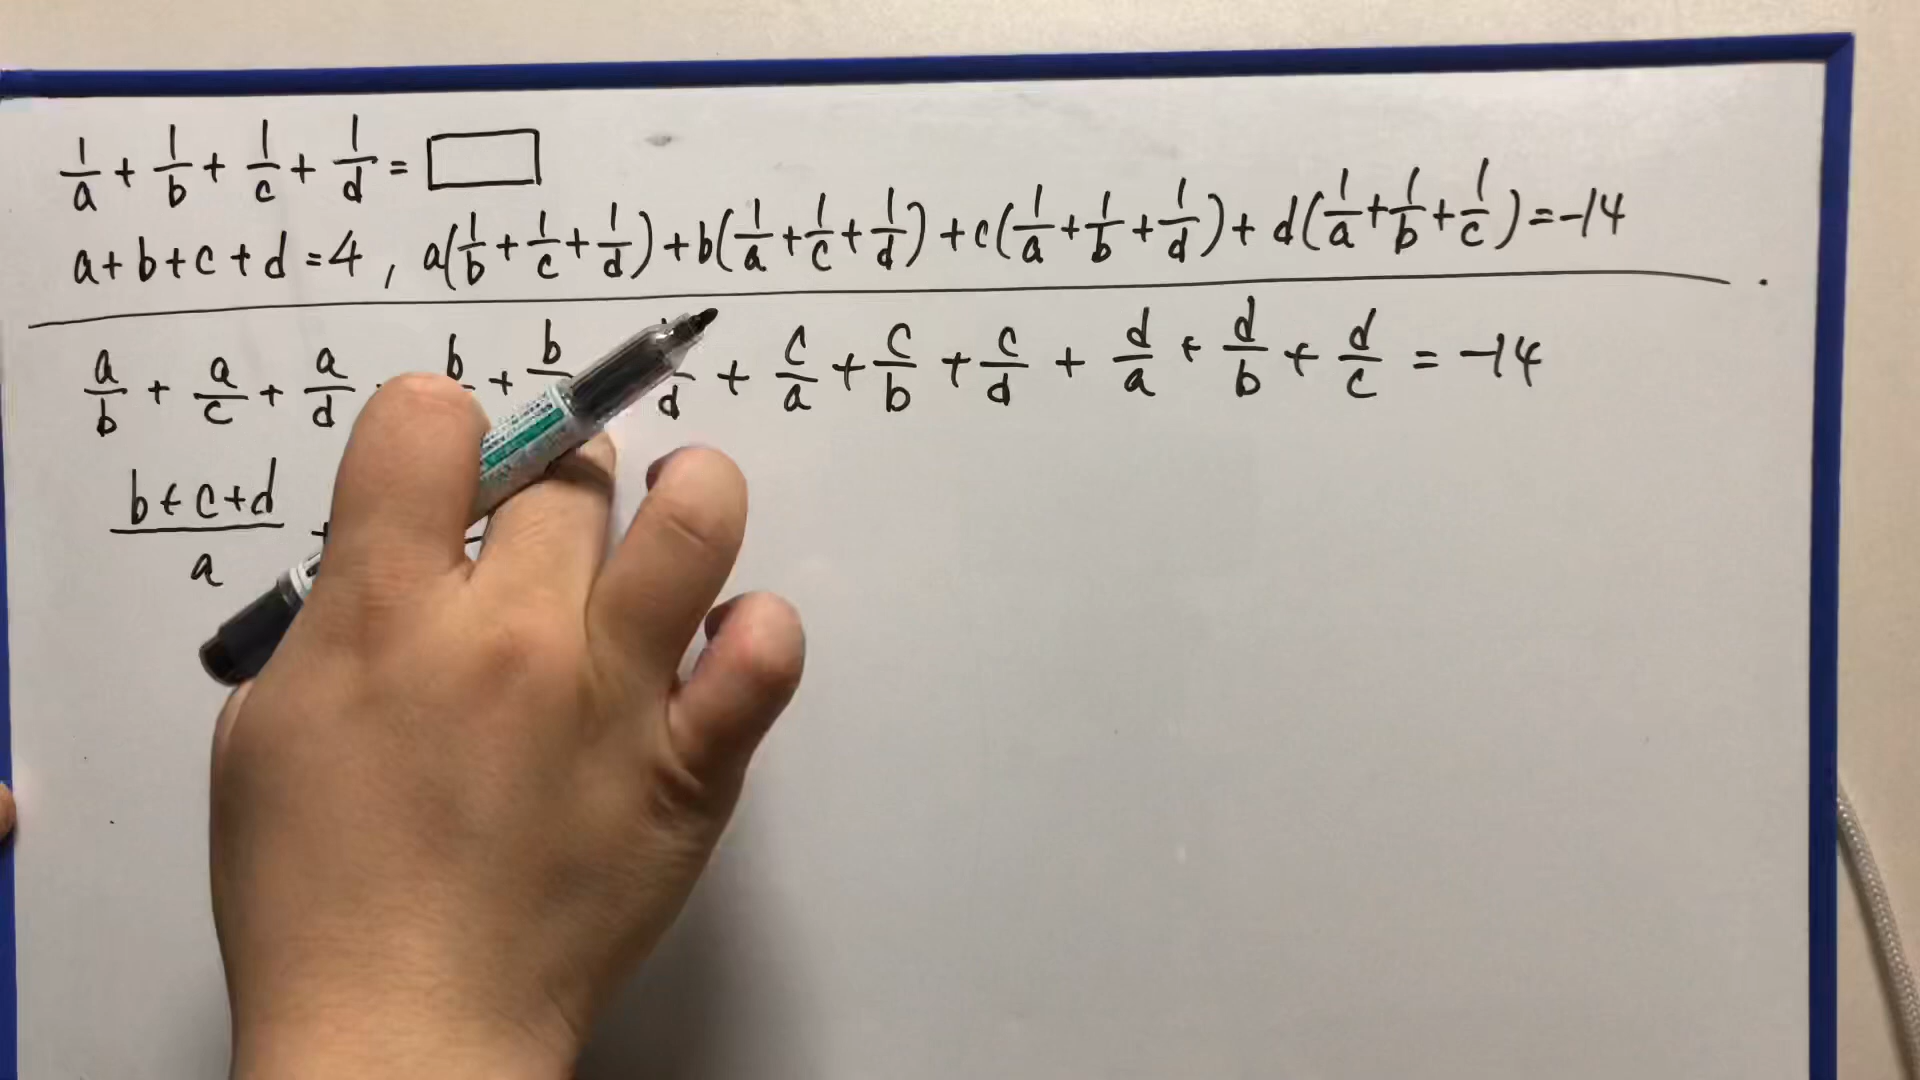 1/a + 1/b + 1/c + 1/d = □
a+b+c+d=4, a(1/b+1/c+1/d)+b(1/a+1/c+1/d)+c(1/a+1/b+1/d)+d(1/a+1/b+1/c)=-14
a/b + a/c + a/d b + b d + c/a + c/b + c/d + d/a + d/b + d/c = -14
(b+c+d)/a +